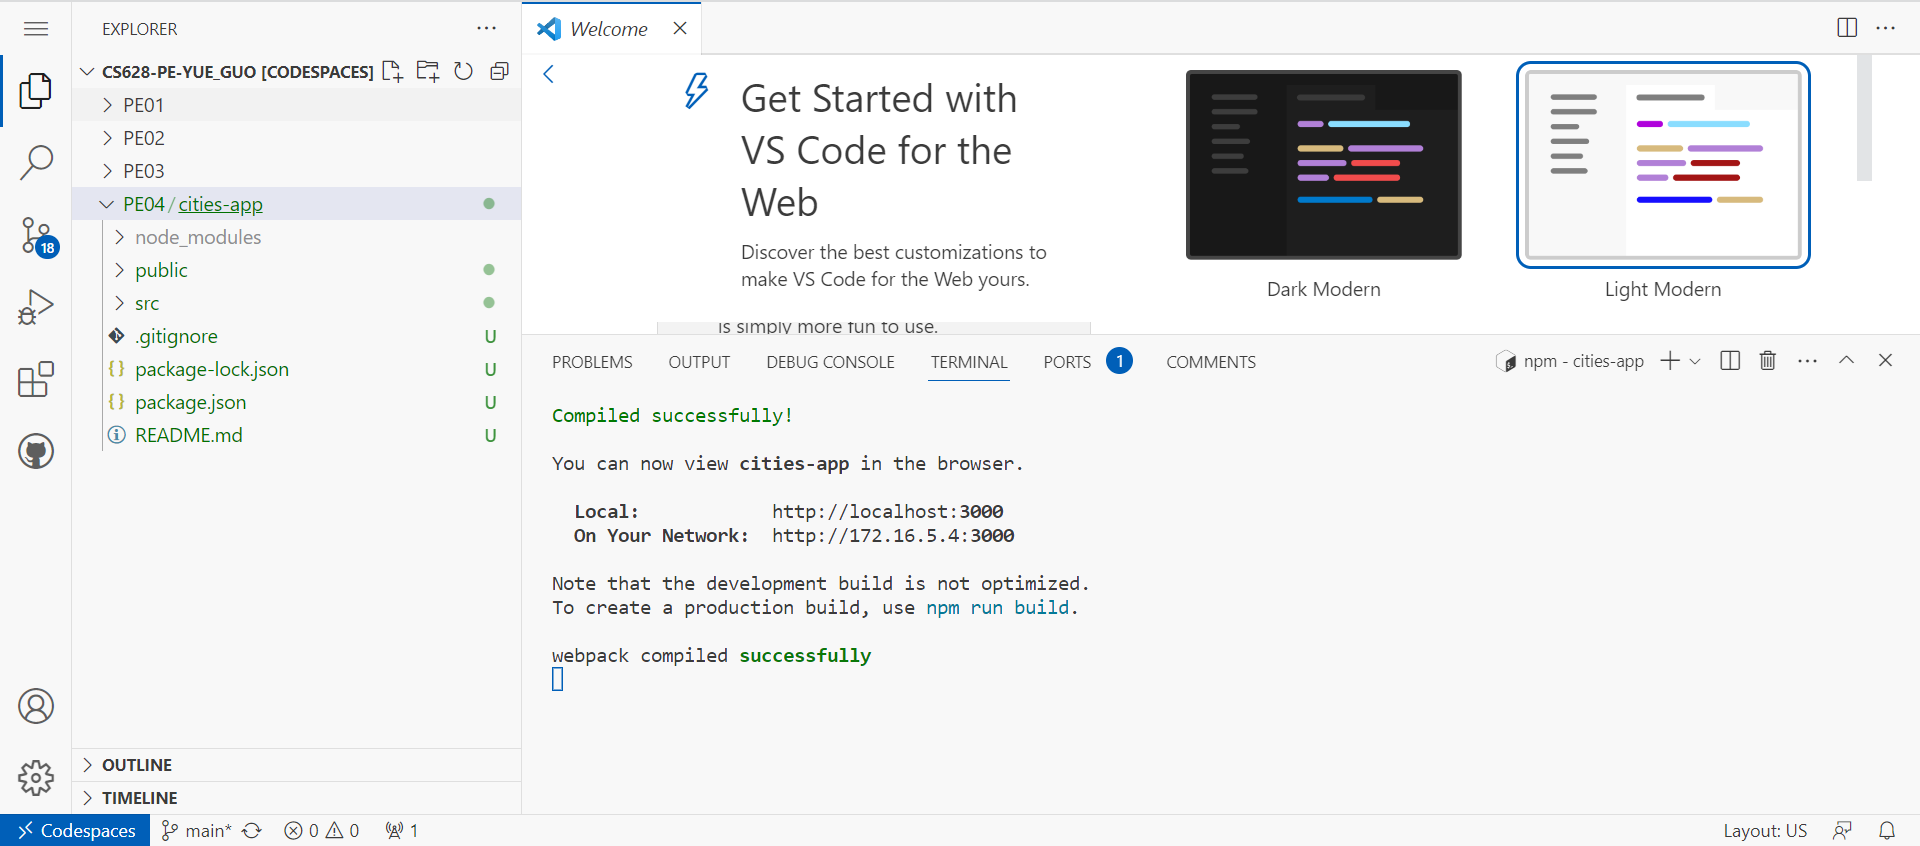 EXPLORER
CS628-PE-YUE_GUO [CODESPACES]
PE01
PE02
PE03
PE04 / cities-app
node_modules
public
src
.gitignore U
package-lock.json U
package.json U
README.md U
OUTLINE
TIMELINE
18
Welcome
Get Started with
VS Code for the
Web
Discover the best customizations to
make VS Code for the Web yours.
is simply more fun to use.
Dark Modern
Light Modern
PROBLEMS OUTPUT DEBUG CONSOLE TERMINAL PORTS 1 COMMENTS
npm - cities-app
Compiled successfully!
You can now view cities-app in the browser.
Local: http://localhost:3000
On Your Network: http://172.16.5.4:3000
Note that the development build is not optimized.
To create a production build, use npm run build.
webpack compiled successfully
Codespaces main* 0 0 1 Layout: US